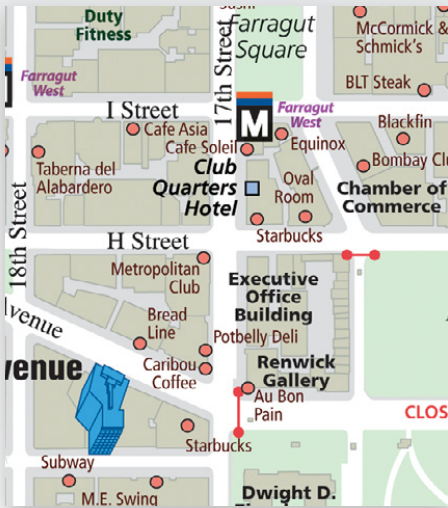 Duty
Fitness
17th Street
Farragut
Square
McCormick &
Schmick's
BLT Steak
Farragut
West
I Street
M
Farragut
West
Cafe Asia
Cafe Soleil
Equinox
Blackfin
Bombay Cl
Taberna del
Alabardero
Club
Quarters
Hotel
Oval
Room
Chamber of
Commerce
Starbucks
18th Street
H Street
Metropolitan
Club
Executive
Office
Building
Avenue
Bread
Line
Potbelly Deli
Renwick
Gallery
venue
Caribou
Coffee
Au Bon
Pain
CLOS
Starbucks
Subway
M.E. Swing
Dwight D.